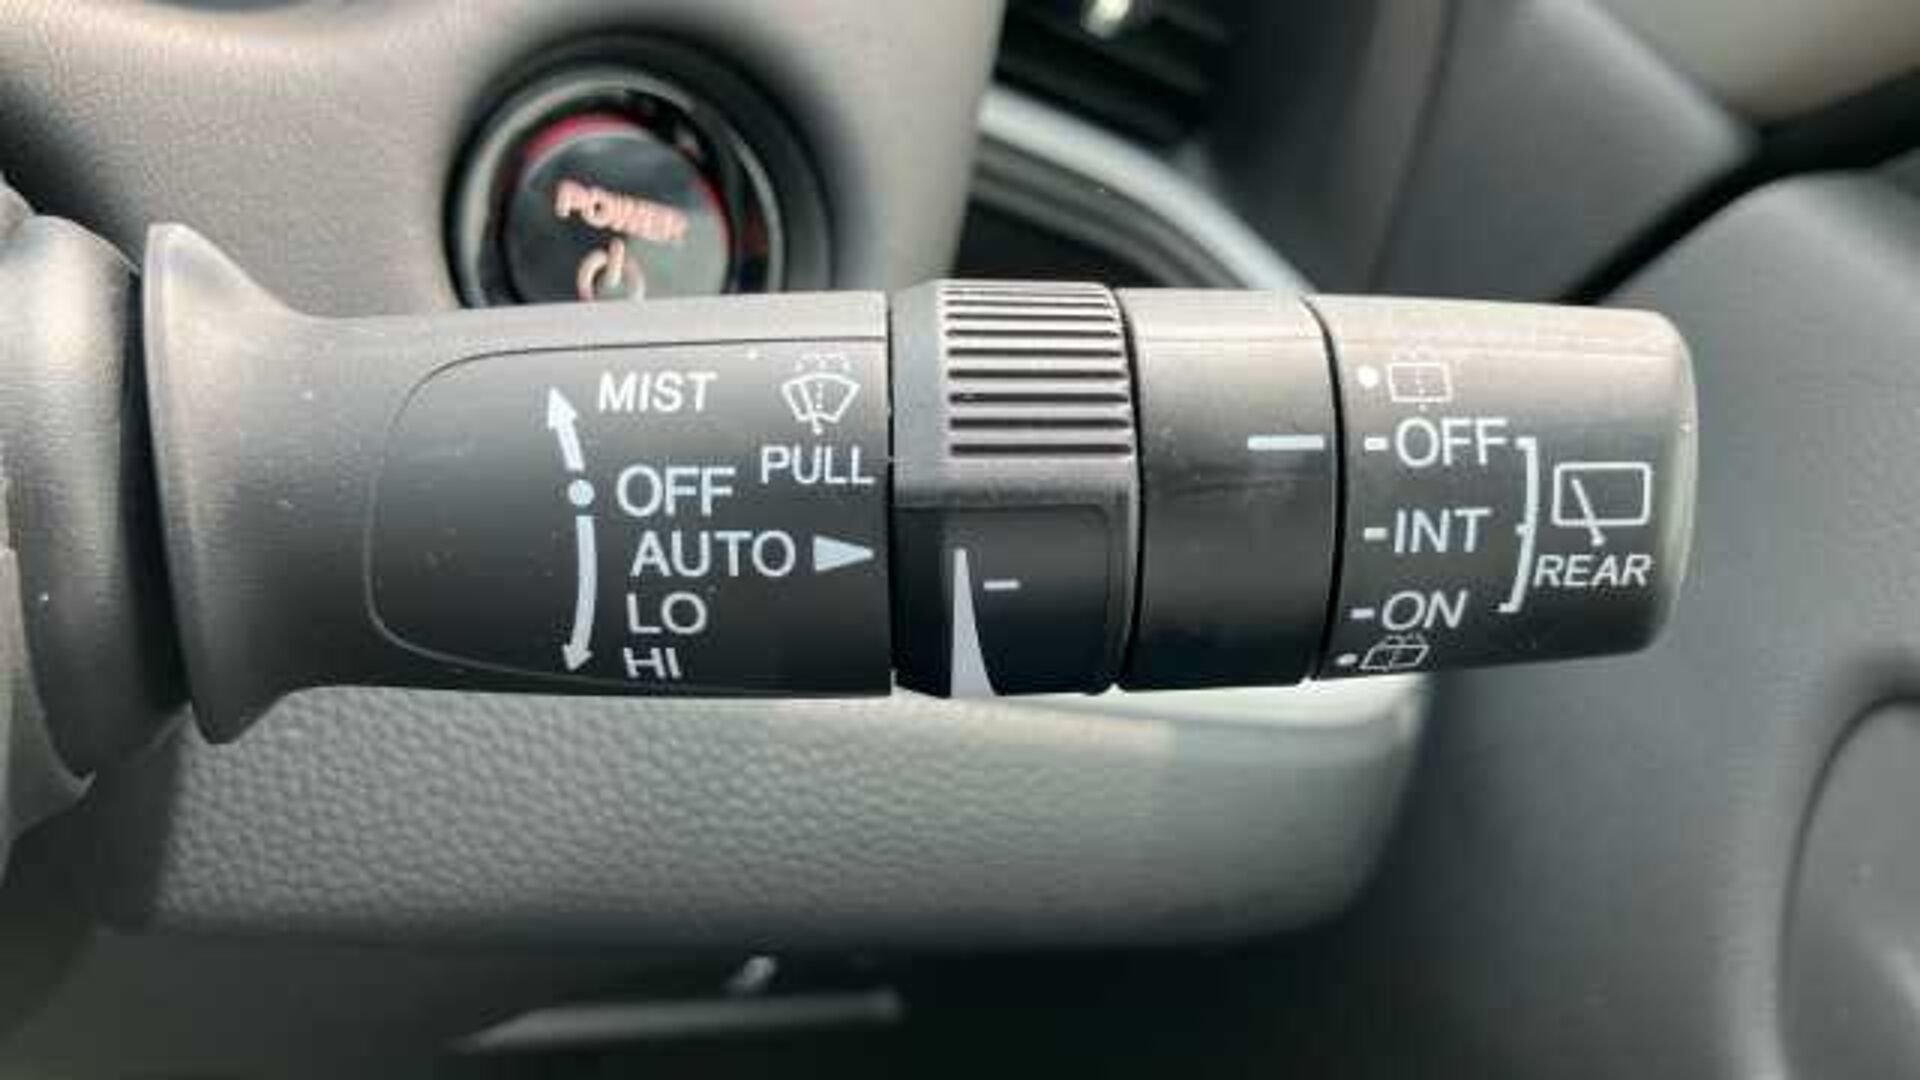 POWER
MIST
PULL
OFF
AUTO
LO
HI
OFF
INT
ON
REAR